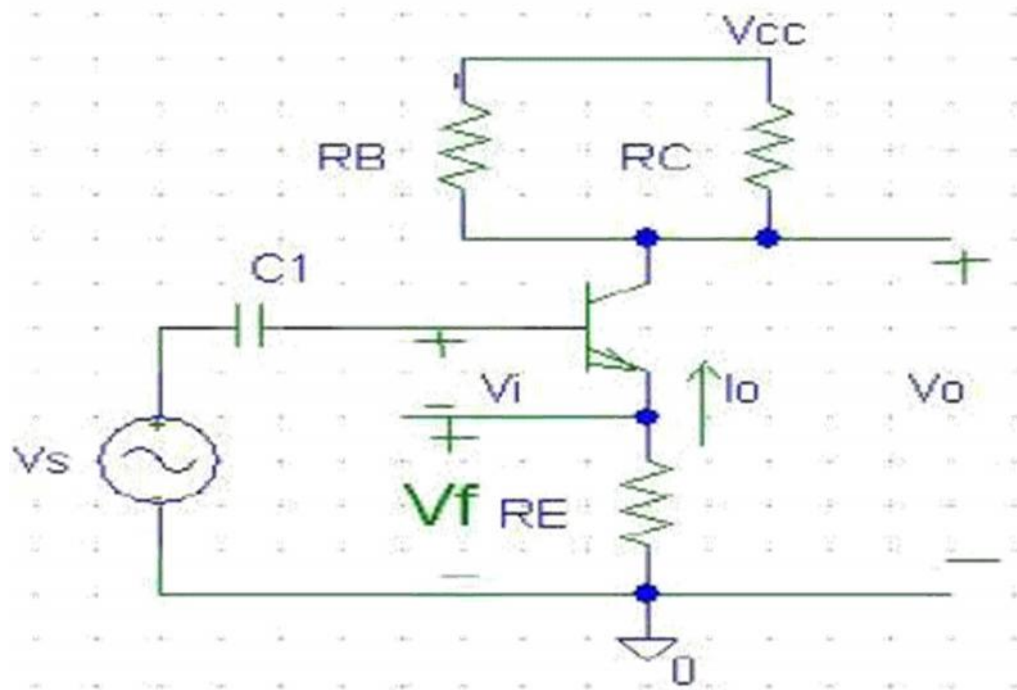 Vcc
RB
RC
C1
+
+
Vi
Io
Vo
−
+
Vs
Vf
RE
−
−
0